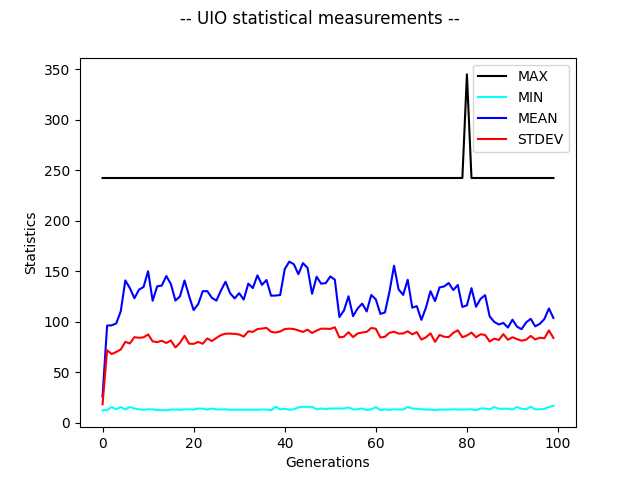 -- UIO statistical measurements --
350
300
250
200
150
100
50
0
Statistics
MAX
MIN
MEAN
STDEV
0 20 40 60 80 100
Generations